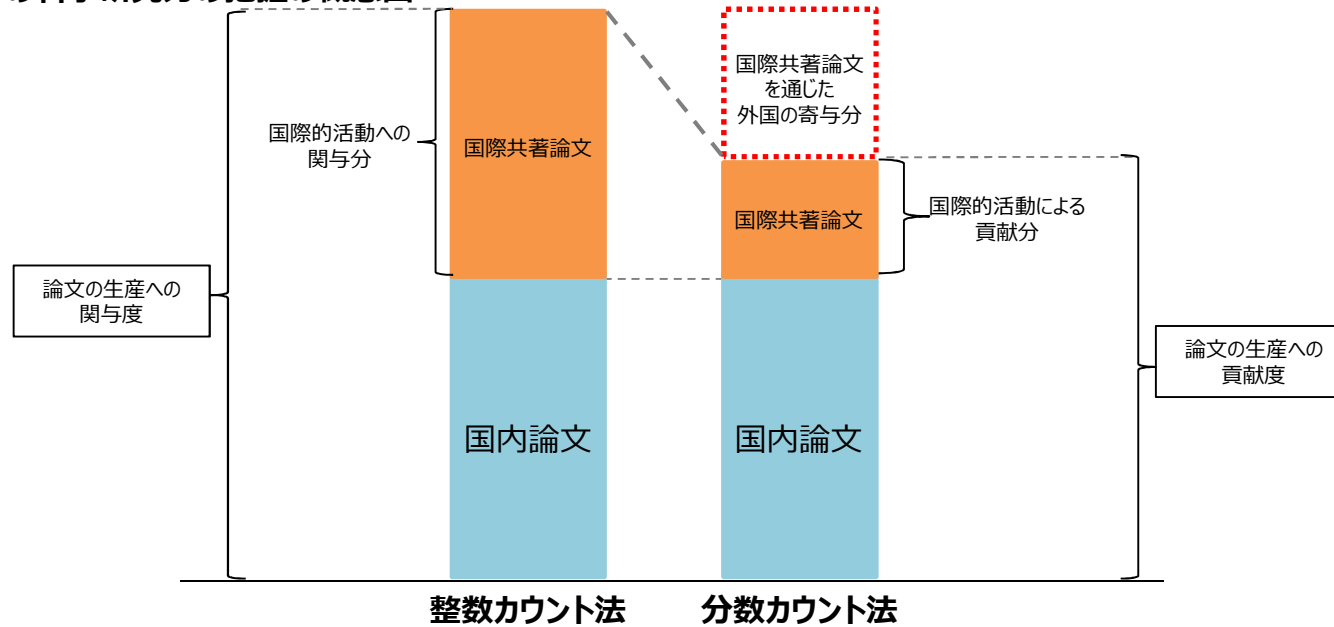 国際共著論文
を通じた
外国の寄与分
国際的活動への
関与分
国際共著論文
国際共著論文
国際的活動による
貢献分
論文の生産への
関与度
論文の生産への
貢献度
国内論文
国内論文
整数カウント法
分数カウント法